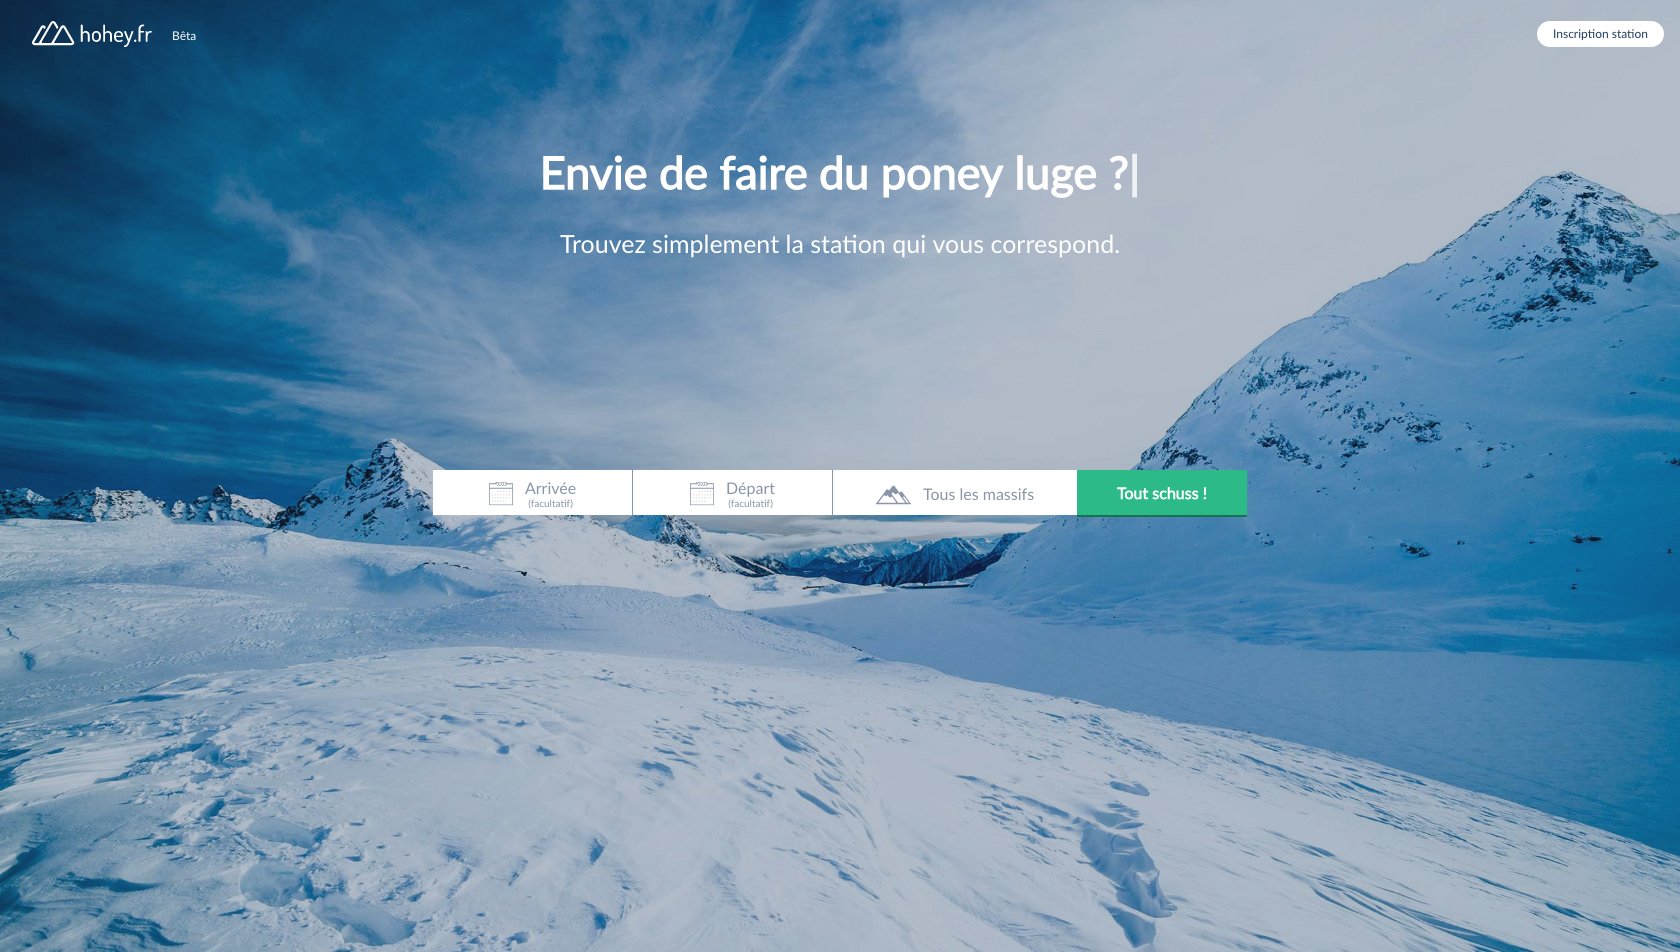 hohey.fr
Bêta
Inscription station
Envie de faire du poney luge ?
Trouvez simplement la station qui vous correspond.
Arrivée
(facultatif)
Départ
(facultatif)
Tous les massifs
Tout schuss !